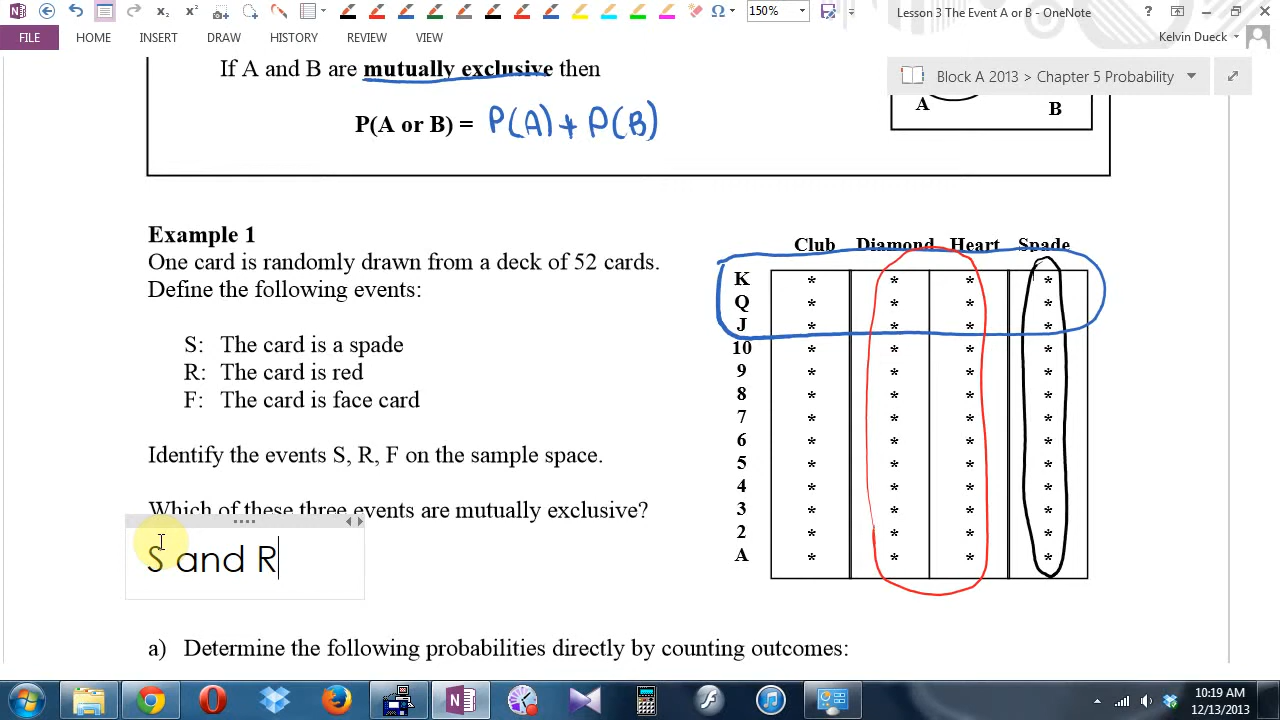 150%
Lesson 3 The Event A or B - OneNote
?
FILE HOME INSERT DRAW HISTORY REVIEW VIEW
Kelvin Dueck
Block A 2013 > Chapter 5 Probability
If A and B are mutually exclusive then
A B
P(A or B) = P(A) + P(B)
Example 1
One card is randomly drawn from a deck of 52 cards.
Define the following events:
S: The card is a spade
R: The card is red
F: The card is face card
Identify the events S, R, F on the sample space.
Which of these three events are mutually exclusive?
S and R
Club Diamond Heart Spade
K * * * *
Q * * * *
J * * * *
10 * * * *
9 * * * *
8 * * * *
7 * * * *
6 * * * *
5 * * * *
4 * * * *
3 * * * *
2 * * * *
A * * * *
a) Determine the following probabilities directly by counting outcomes:
10:19 AM
12/13/2013